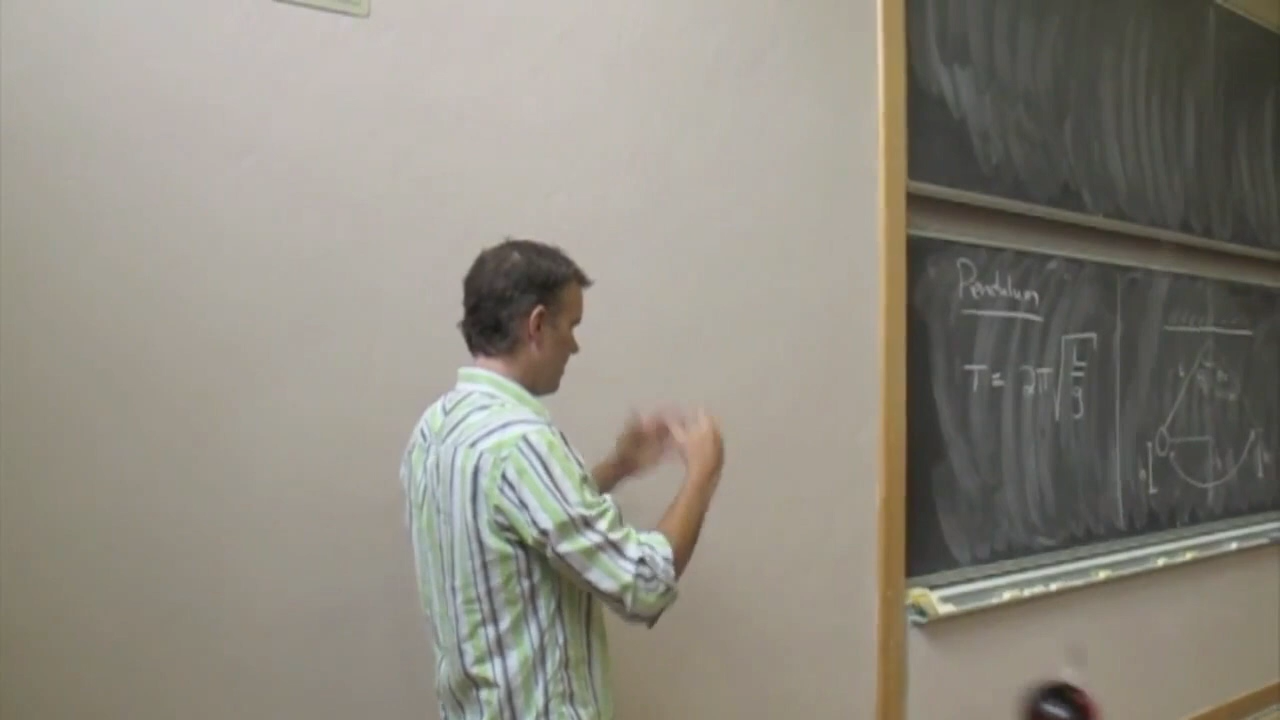 Pendulum
T = 2π√(L/g)